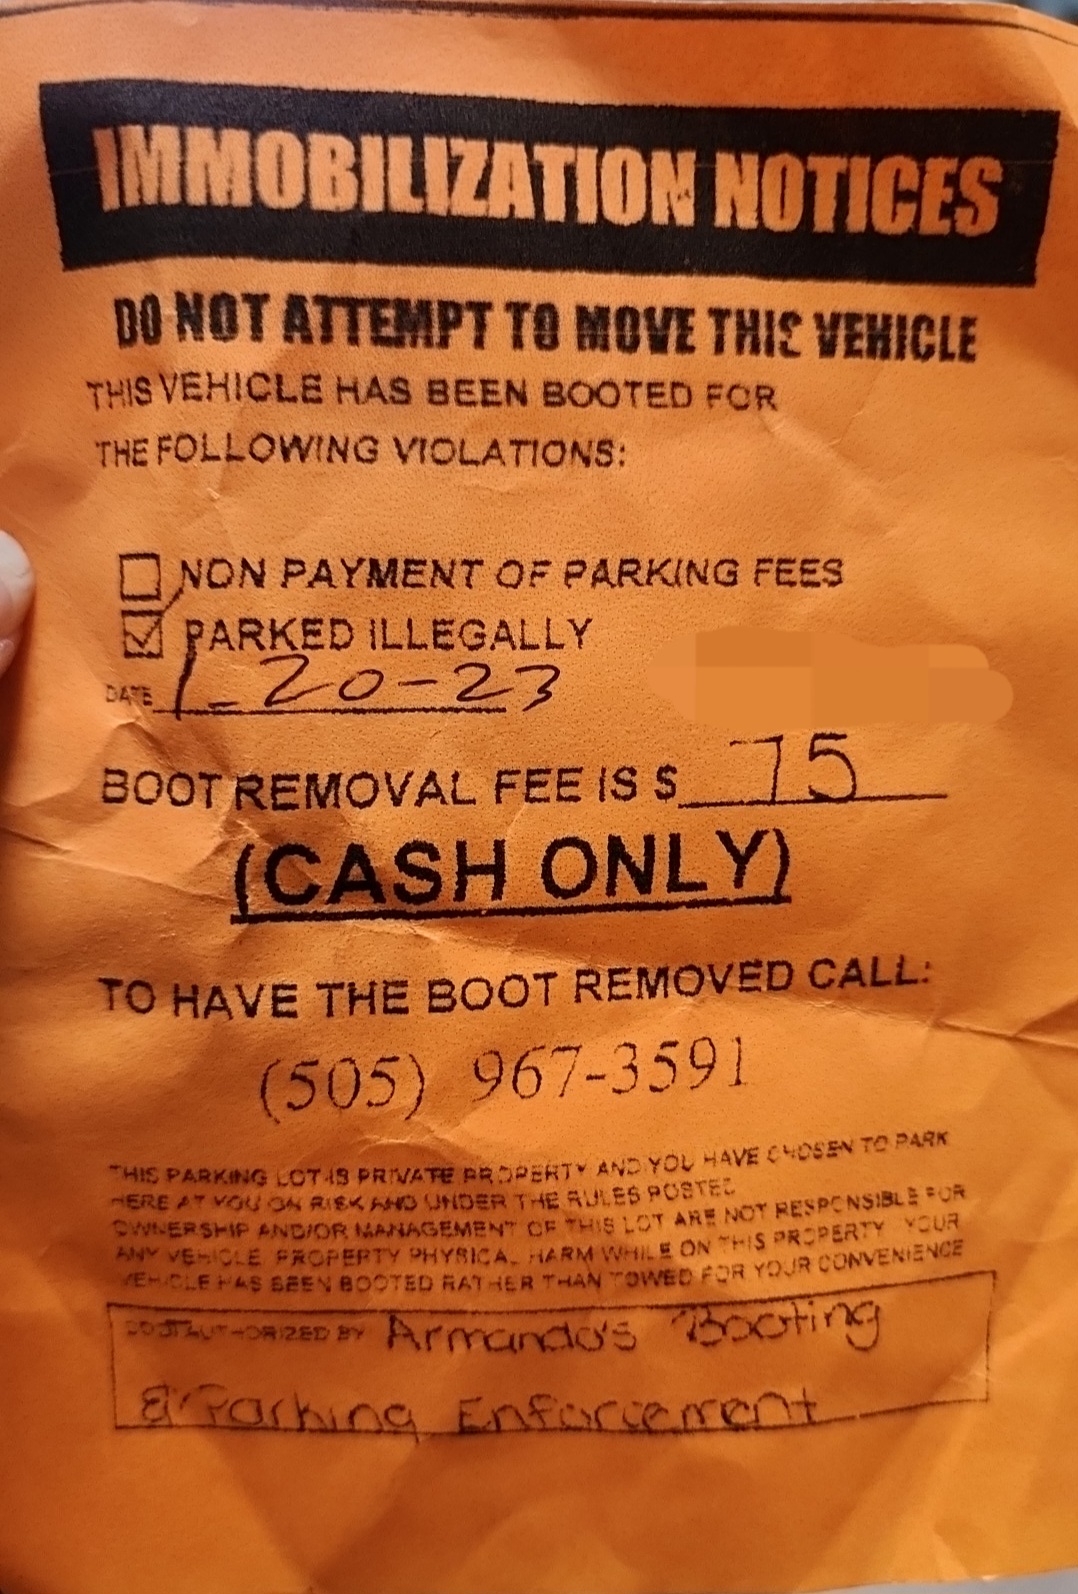 IMMOBILIZATION NOTICES
DO NOT ATTEMPT TO MOVE THIS VEHICLE
THIS VEHICLE HAS BEEN BOOTED FOR
THE FOLLOWING VIOLATIONS:
NON PAYMENT OF PARKING FEES
PARKED ILLEGALLY
DATE 1-20-23
BOOT REMOVAL FEE IS $ 75
(CASH ONLY)
TO HAVE THE BOOT REMOVED CALL:
(505) 967-3591
THIS PARKING LOT IS PRIVATE PROPERTY AND YOU HAVE CHOSEN TO PARK
HERE AT YOU ON RISK AND UNDER THE RULES POSTED
OWNERSHIP AND/OR MANAGEMENT OF THIS LOT ARE NOT RESPONSIBLE FOR
ANY VEHICLE PROPERTY PHYSICAL HARM WHILE ON THIS PROPERTY YOUR
VEHICLE HAS BEEN BOOTED RATHER THAN TOWED FOR YOUR CONVENIENCE
AUTHORIZED BY Armando's Booting
& Parking Enforcement